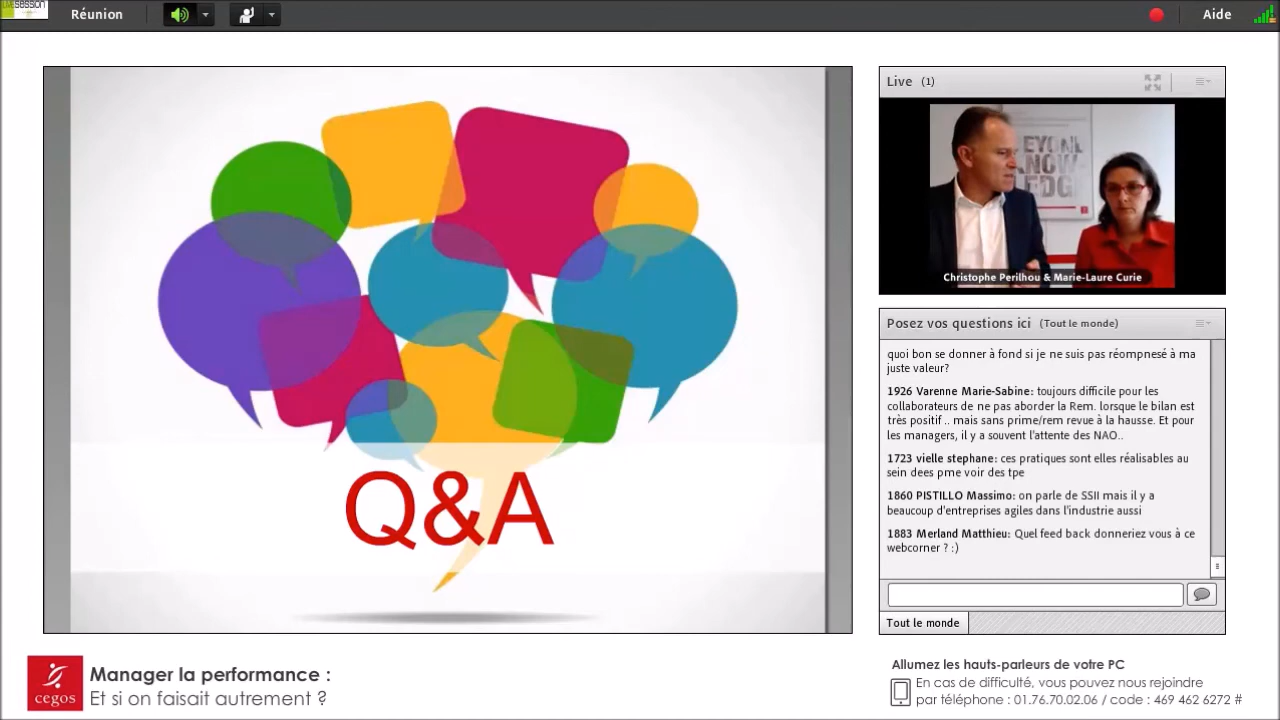 SESSION
Réunion
Aide
Q&A
Live (1)
EYOND
KNOW
EDG
Christophe Perilhou & Marie-Laure Curie
Posez vos questions ici (Tout le monde)
quoi bon se donner à fond si je ne suis pas réompnesé à ma
juste valeur?
1926 Varenne Marie-Sabine: toujours difficile pour les
collaborateurs de ne pas aborder la Rem. lorsque le bilan est
très positif .. mais sans prime/rem revue à la hausse. Et pour
les managers, il y a souvent l'attente des NAO..
1723 vielle stephane: ces pratiques sont elles réalisables au
sein dees pme voir des tpe
1860 PISTILLO Massimo: on parle de SSII mais il y a
beaucoup d'entreprises agiles dans l'industrie aussi
1883 Merland Matthieu: Quel feed back donneriez vous à ce
webcorner ? :)
Tout le monde
cegos
Manager la performance :
Et si on faisait autrement ?
Allumez les hauts-parleurs de votre PC
En cas de difficulté, vous pouvez nous rejoindre
par téléphone : 01.76.70.02.06 / code : 469 462 6272 #